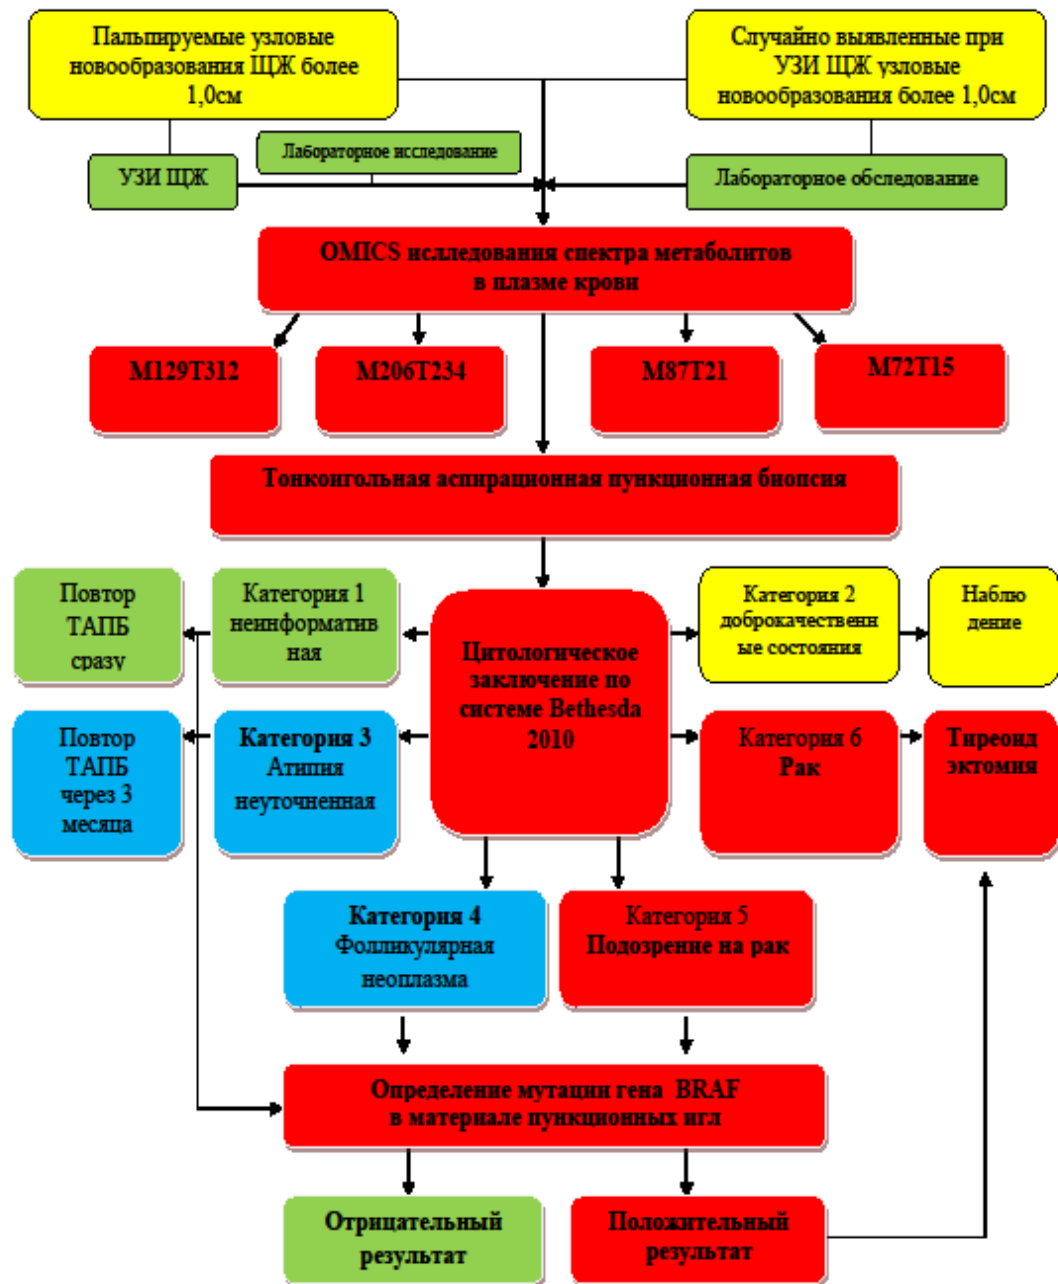 Пальпируемые узловые
новообразования ЩЖ более
1,0см
Случайно выявленные при
УЗИ ЩЖ узловые
новообразования более 1,0см
Лабораторное исследование
УЗИ ЩЖ
Лабораторное обследование
OMICS ислледования спектра метаболитов
в плазме крови
M129T312
M206T234
M87T21
M72T15
Тонкоигольная аспирационная пункционная биопсия
Повтор
ТАПБ
сразу
Категория 1
неинформатив
ная
Цитологическое
заключение по
системе Bethesda
2010
Категория 2
доброкачественн
ые состояния
Наблю
дение
Повтор
ТАПБ
через 3
месяца
Категория 3
Атипия
неуточненная
Категория 6
Рак
Тиреоид
эктомия
Категория 4
Фолликулярная
неоплазма
Категория 5
Подозрение на рак
Определение мутации гена BRAF
в материале пункционных игл
Отрицательный
результат
Положительный
результат